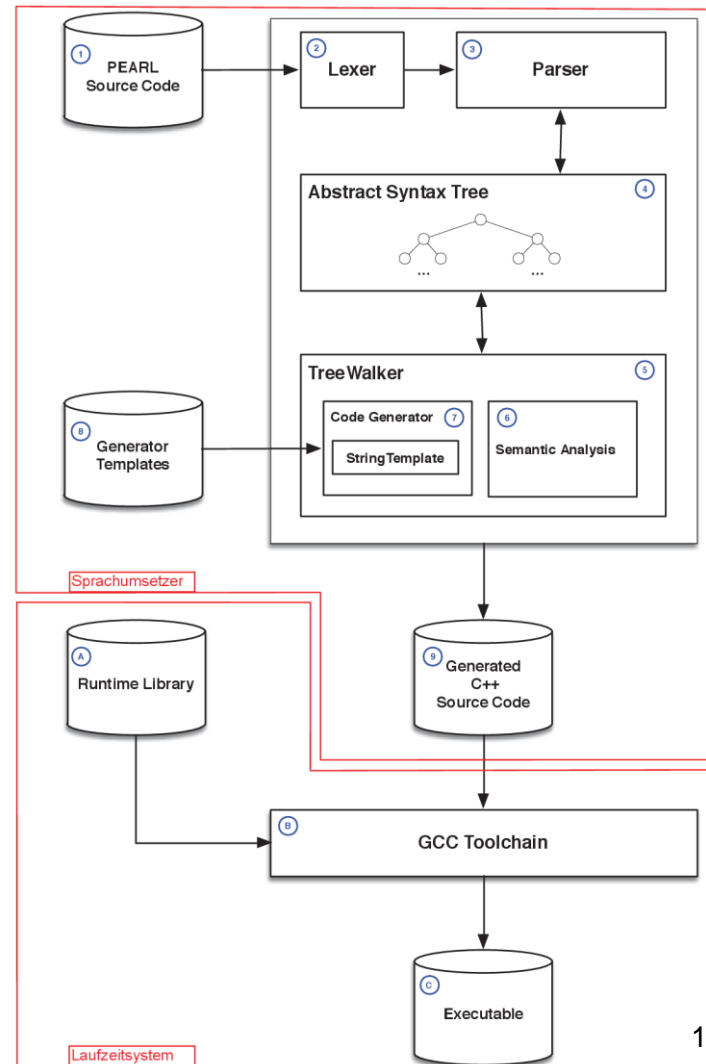 1
PEARL
Source Code
2
Lexer
3
Parser
Abstract Syntax Tree
4
...
...
TreeWalker
5
Code Generator
7
StringTemplate
6
Semantic Analysis
8
Generator
Templates
Sprachumsetzer
A
Runtime Library
9
Generated
C++
Source Code
B
GCC Toolchain
C
Executable
Laufzeitsystem
1